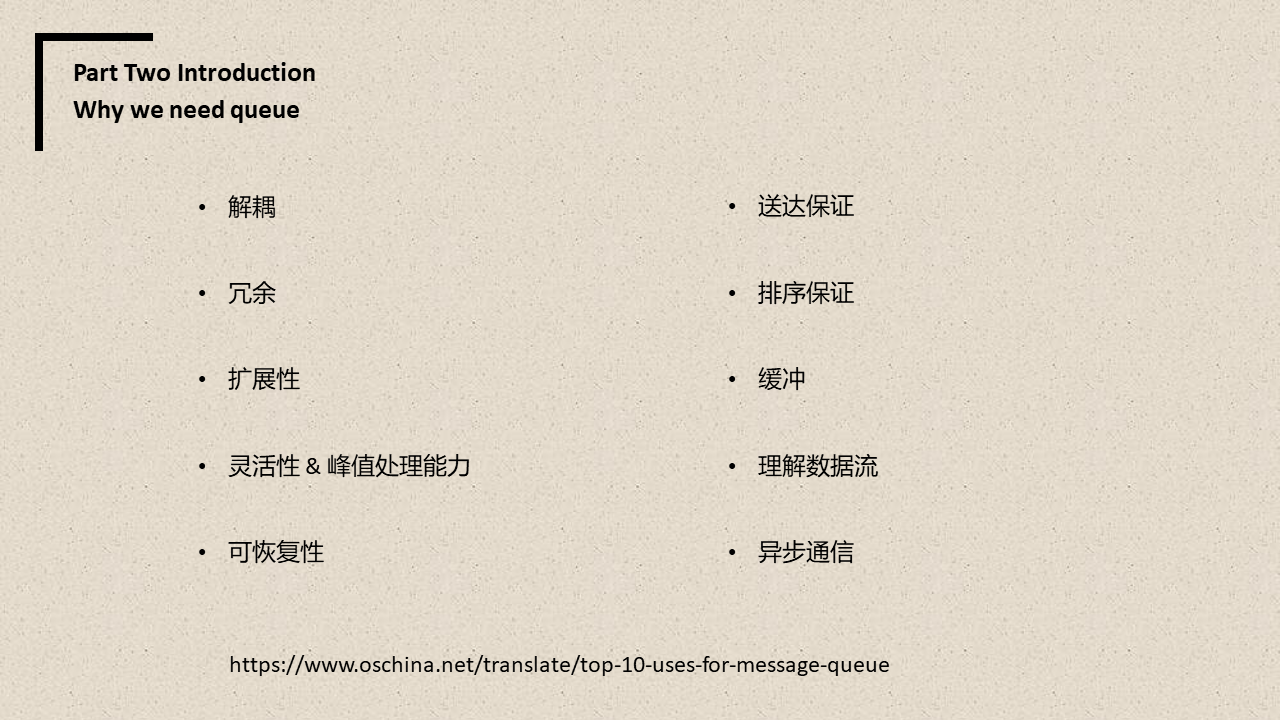 Part Two Introduction
Why we need queue
• 解耦
• 冗余
• 扩展性
• 灵活性 & 峰值处理能力
• 可恢复性
• 送达保证
• 排序保证
• 缓冲
• 理解数据流
• 异步通信
https://www.oschina.net/translate/top-10-uses-for-message-queue